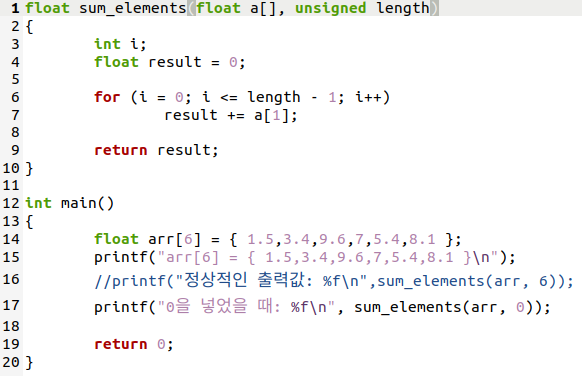 1 float sum_elements(float a[], unsigned length)
2 {
3         int i;
4         float result = 0;
5
6         for (i = 0; i <= length - 1; i++)
7                 result += a[1];
8
9         return result;
10 }
11
12 int main()
13 {
14         float arr[6] = { 1.5,3.4,9.6,7,5.4,8.1 };
15         printf("arr[6] = { 1.5,3.4,9.6,7,5.4,8.1 }\n");
16         //printf("정상적인 출력값: %f\n",sum_elements(arr, 6));
17         printf("0을 넣었을 때: %f\n", sum_elements(arr, 0));
18
19         return 0;
20 }